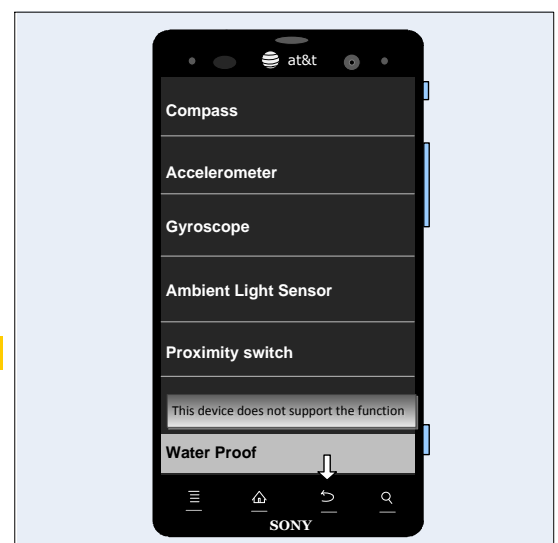 at&t
Compass
Accelerometer
Gyroscope
Ambient Light Sensor
Proximity switch
This device does not support the function
Water Proof
SONY